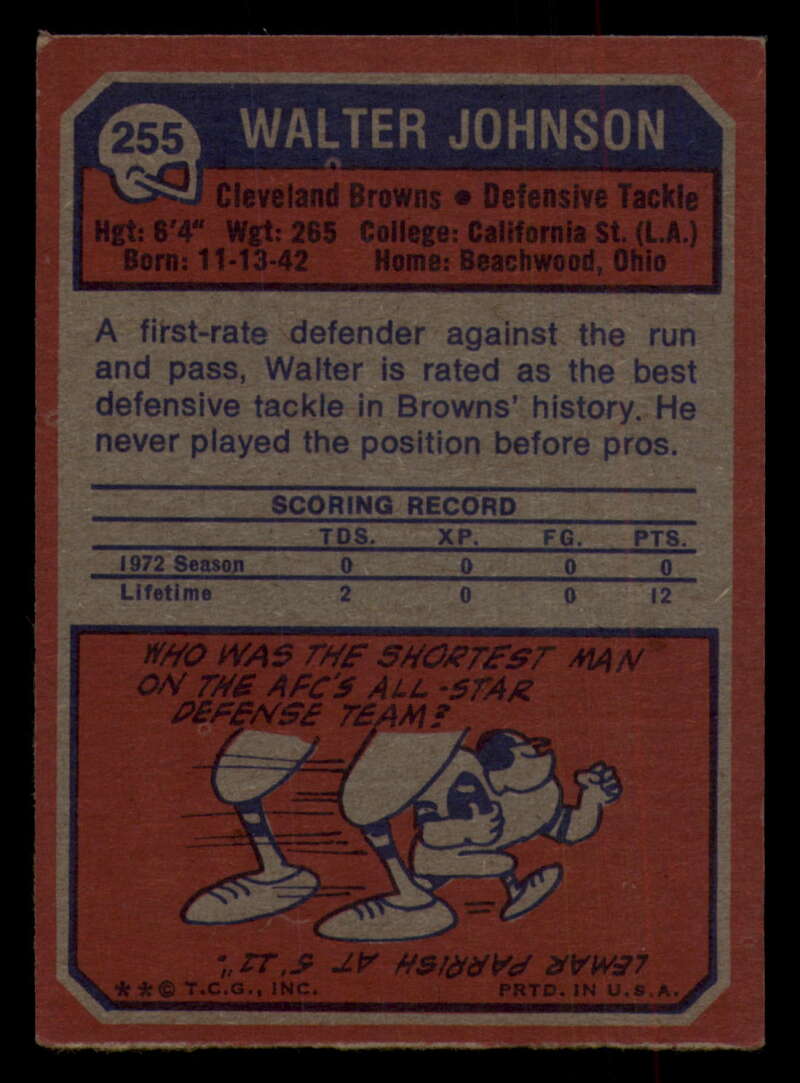 255
WALTER JOHNSON
Cleveland Browns • Defensive Tackle
Hgt: 6'4" Wgt: 265 College: California St. (L.A.)
Born: 11-13-42 Home: Beachwood, Ohio
A first-rate defender against the run
and pass, Walter is rated as the best
defensive tackle in Browns' history. He
never played the position before pros.
SCORING RECORD
TDS. XP. FG. PTS.
1972 Season 0 0 0 0
Lifetime 2 0 0 12
WHO WAS THE SHORTEST MAN
ON THE AFC'S ALL-STAR
DEFENSE TEAM?
LEMAR PARRISH AT 5'11".
**© T.C.G., INC. PRTD. IN U.S.A.